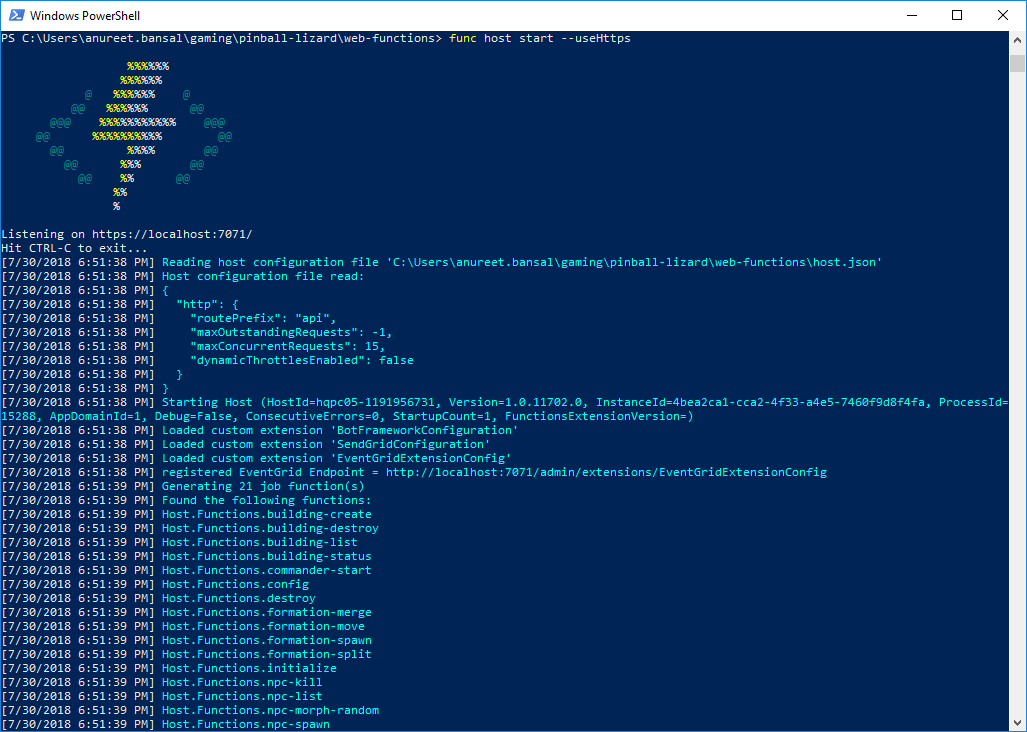 Windows PowerShell
PS C:\Users\anureet.bansal\gaming\pinball-lizard\web-functions> func host start --useHttps
%%%%%%
%%%%%%
@ %%%%%% @
@@ %%%%%% @@
@@@ %%%%%%%%%%% @@@
@@ %%%%%%%%%% @@
@@ %%%% @@
@@ %%% @@
@@ %% @@
%%
%
Listening on https://localhost:7071/
Hit CTRL-C to exit...
[7/30/2018 6:51:38 PM] Reading host configuration file 'C:\Users\anureet.bansal\gaming\pinball-lizard\web-functions\host.json'
[7/30/2018 6:51:38 PM] Host configuration file read:
[7/30/2018 6:51:38 PM] {
[7/30/2018 6:51:38 PM]   "http": {
[7/30/2018 6:51:38 PM]     "routePrefix": "api",
[7/30/2018 6:51:38 PM]     "maxOutstandingRequests": -1,
[7/30/2018 6:51:38 PM]     "maxConcurrentRequests": 15,
[7/30/2018 6:51:38 PM]     "dynamicThrottlesEnabled": false
[7/30/2018 6:51:38 PM]   }
[7/30/2018 6:51:38 PM] }
[7/30/2018 6:51:38 PM] Starting Host (HostId=hqpc05-1191956731, Version=1.0.11702.0, InstanceId=4bea2ca1-cca2-4f33-a4e5-7460f9d8f4fa, ProcessId=
15288, AppDomainId=1, Debug=False, ConsecutiveErrors=0, StartupCount=1, FunctionsExtensionVersion=)
[7/30/2018 6:51:38 PM] Loaded custom extension 'BotFrameworkConfiguration'
[7/30/2018 6:51:38 PM] Loaded custom extension 'SendGridConfiguration'
[7/30/2018 6:51:38 PM] Loaded custom extension 'EventGridExtensionConfig'
[7/30/2018 6:51:38 PM] registered EventGrid Endpoint = http://localhost:7071/admin/extensions/EventGridExtensionConfig
[7/30/2018 6:51:39 PM] Generating 21 job function(s)
[7/30/2018 6:51:39 PM] Found the following functions:
[7/30/2018 6:51:39 PM] Host.Functions.building-create
[7/30/2018 6:51:39 PM] Host.Functions.building-destroy
[7/30/2018 6:51:39 PM] Host.Functions.building-list
[7/30/2018 6:51:39 PM] Host.Functions.building-status
[7/30/2018 6:51:39 PM] Host.Functions.commander-start
[7/30/2018 6:51:39 PM] Host.Functions.config
[7/30/2018 6:51:39 PM] Host.Functions.destroy
[7/30/2018 6:51:39 PM] Host.Functions.formation-merge
[7/30/2018 6:51:39 PM] Host.Functions.formation-move
[7/30/2018 6:51:39 PM] Host.Functions.formation-spawn
[7/30/2018 6:51:39 PM] Host.Functions.formation-split
[7/30/2018 6:51:39 PM] Host.Functions.initialize
[7/30/2018 6:51:39 PM] Host.Functions.npc-kill
[7/30/2018 6:51:39 PM] Host.Functions.npc-list
[7/30/2018 6:51:39 PM] Host.Functions.npc-morph-random
[7/30/2018 6:51:39 PM] Host.Functions.npc-spawn